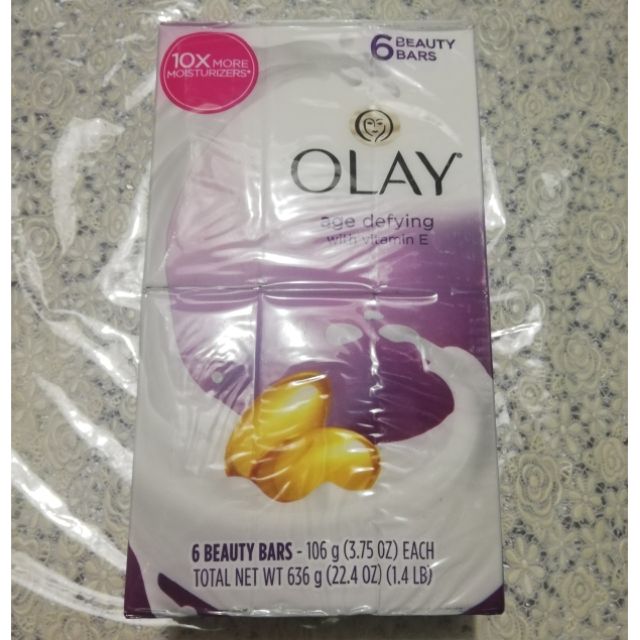 10X MORE
MOISTURIZERS*
6 BEAUTY
BARS
OLAY®
age defying
with vitamin E
6 BEAUTY BARS - 106 g (3.75 OZ) EACH
TOTAL NET WT 636 g (22.4 OZ) (1.4 LB)